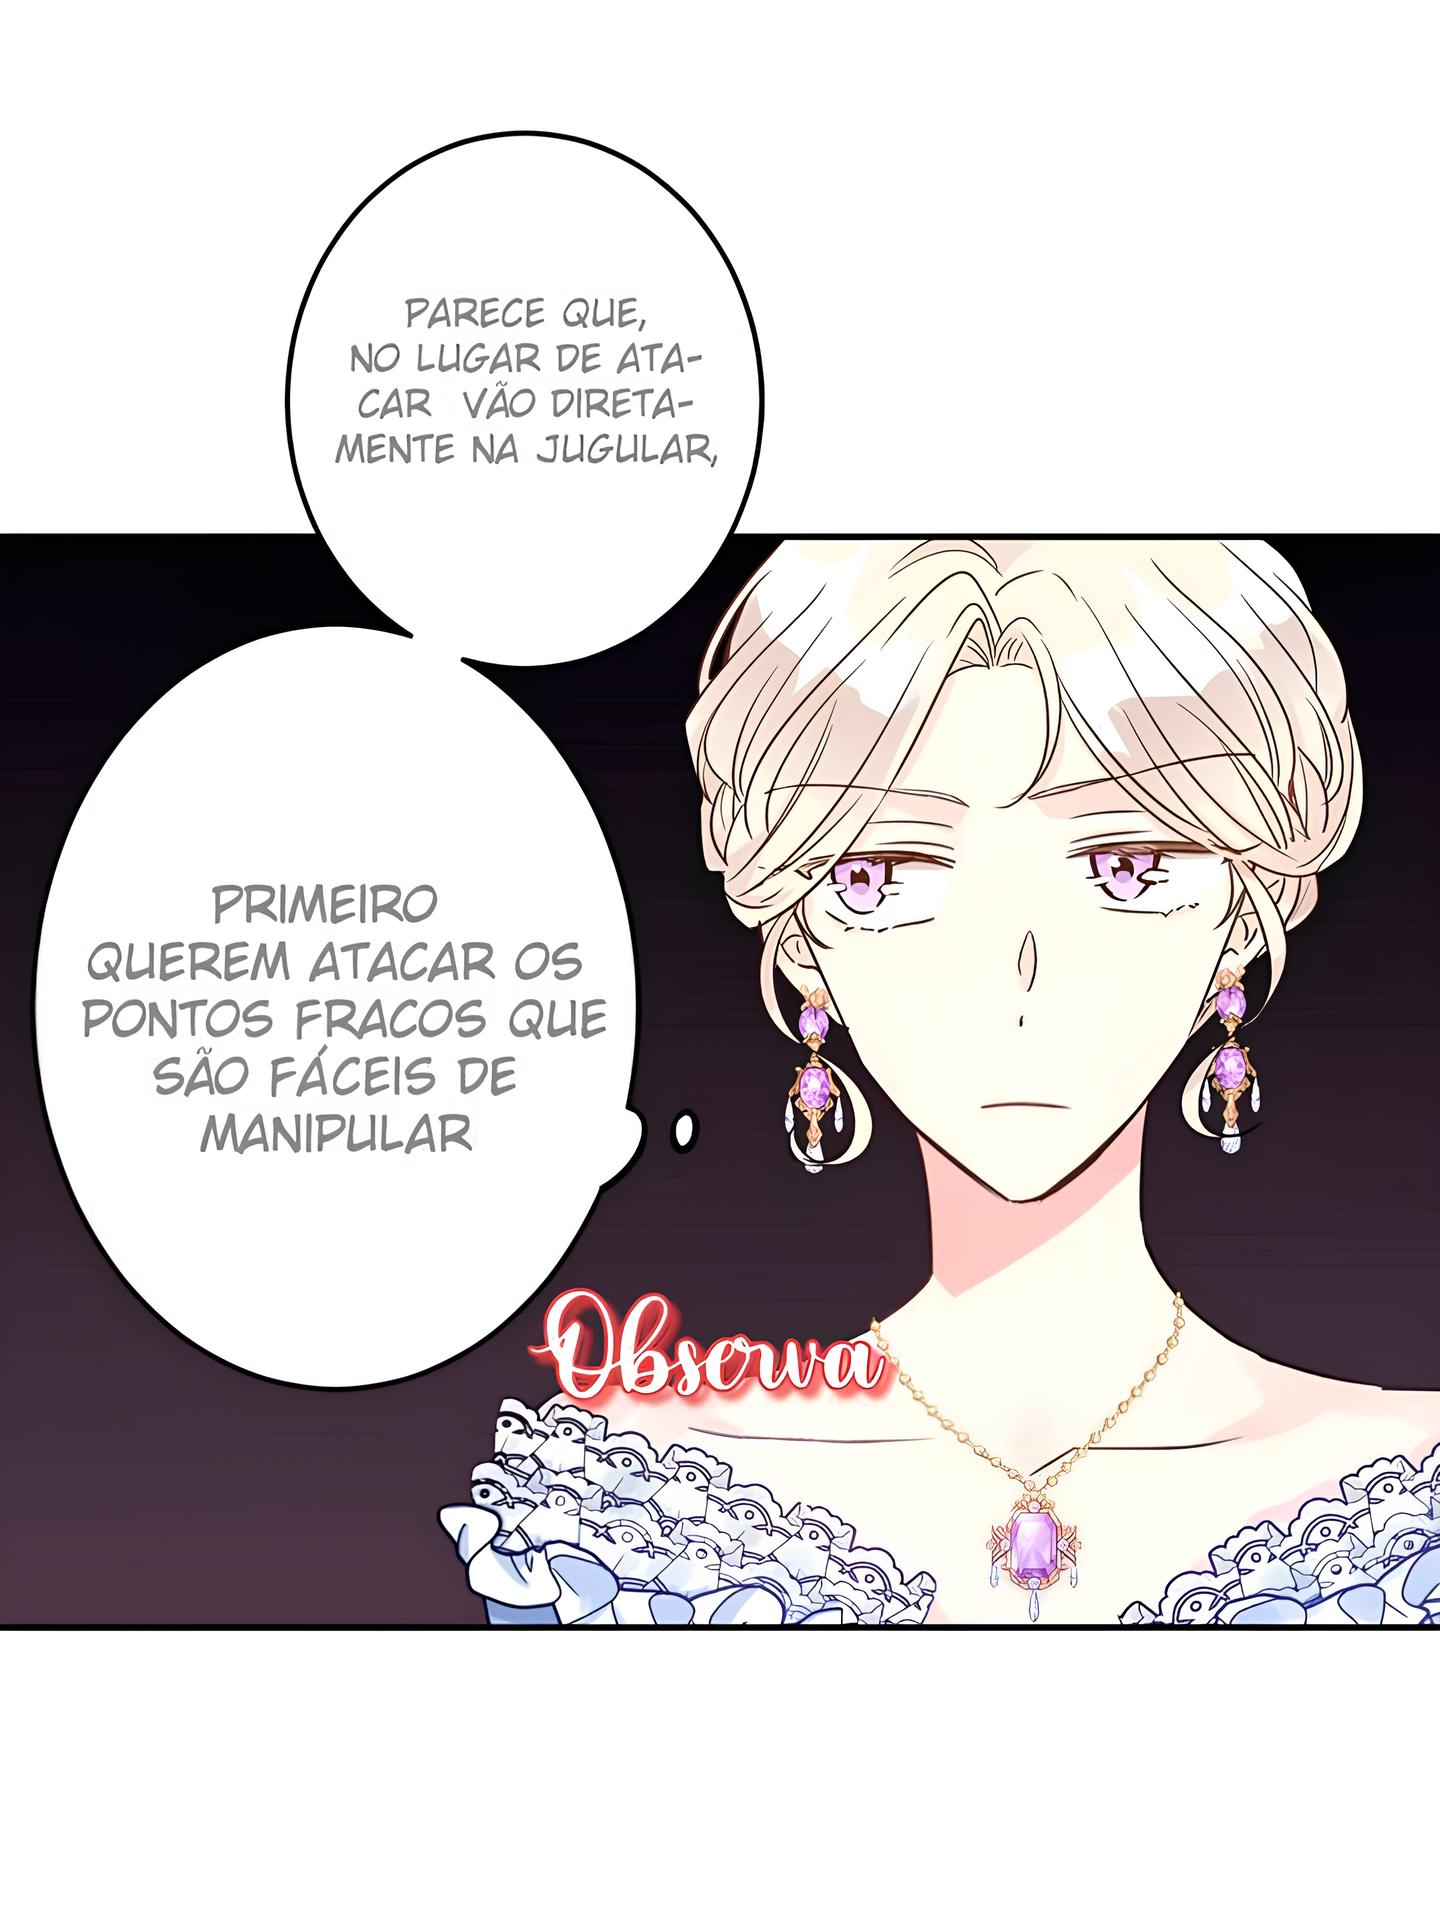 PARECE QUE,
NO LUGAR DE ATA-
CAR VÃO DIRETA-
MENTE NA JUGULAR,
PRIMEIRO
QUEREM ATACAR OS
PONTOS FRACOS QUE
SÃO FÁCEIS DE
MANIPULAR
Observa